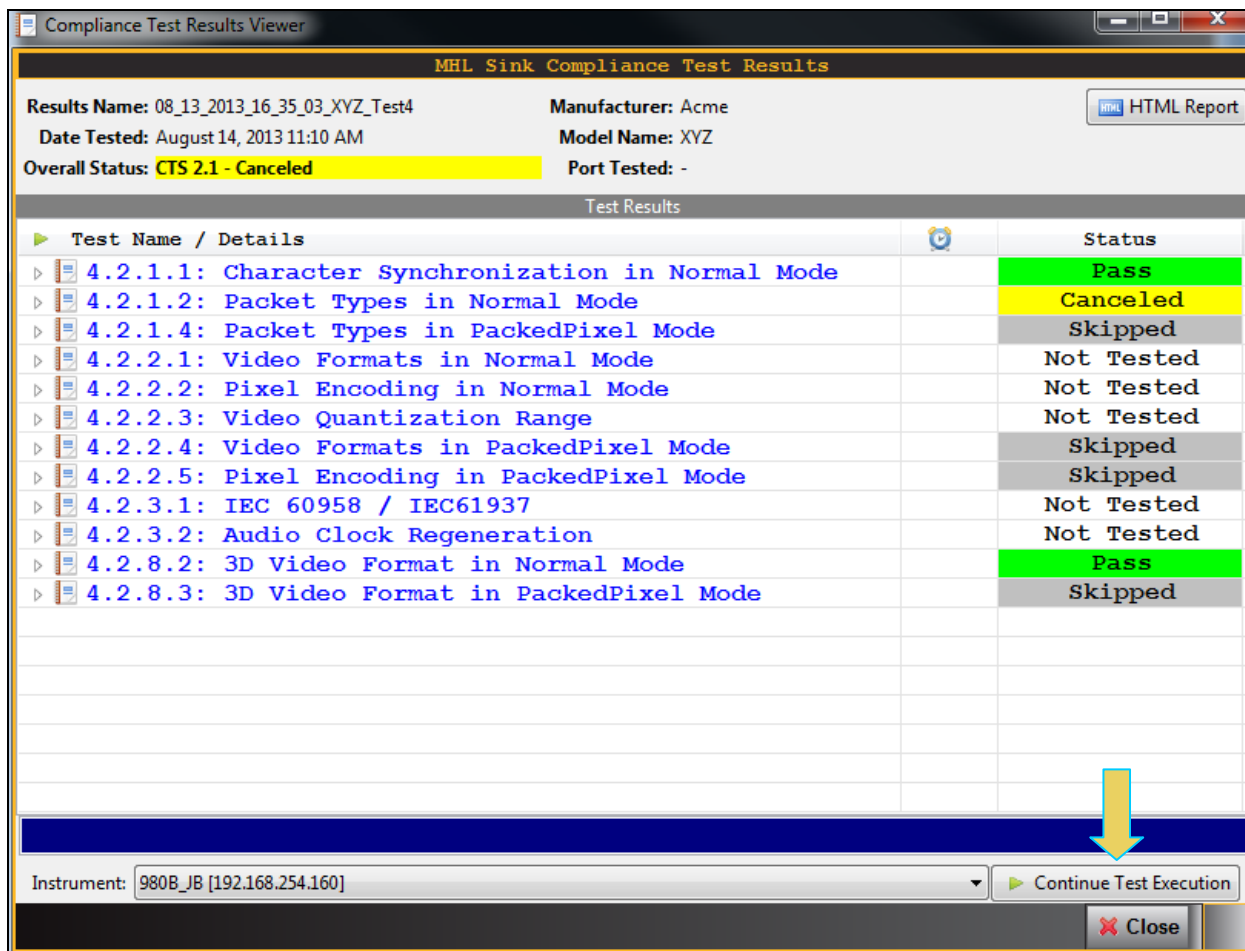 Compliance Test Results Viewer
MHL Sink Compliance Test Results
Results Name: 08_13_2013_16_35_03_XYZ_Test4 Manufacturer: Acme HTML HTML Report
Date Tested: August 14, 2013 11:10 AM Model Name: XYZ
Overall Status: CTS 2.1 - Canceled Port Tested: -
Test Results
Test Name / Details Status
4.2.1.1: Character Synchronization in Normal Mode Pass
4.2.1.2: Packet Types in Normal Mode Canceled
4.2.1.4: Packet Types in PackedPixel Mode Skipped
4.2.2.1: Video Formats in Normal Mode Not Tested
4.2.2.2: Pixel Encoding in Normal Mode Not Tested
4.2.2.3: Video Quantization Range Not Tested
4.2.2.4: Video Formats in PackedPixel Mode Skipped
4.2.2.5: Pixel Encoding in PackedPixel Mode Skipped
4.2.3.1: IEC 60958 / IEC61937 Not Tested
4.2.3.2: Audio Clock Regeneration Not Tested
4.2.8.2: 3D Video Format in Normal Mode Pass
4.2.8.3: 3D Video Format in PackedPixel Mode Skipped
Instrument: 980B_JB [192.168.254.160] Continue Test Execution
Close